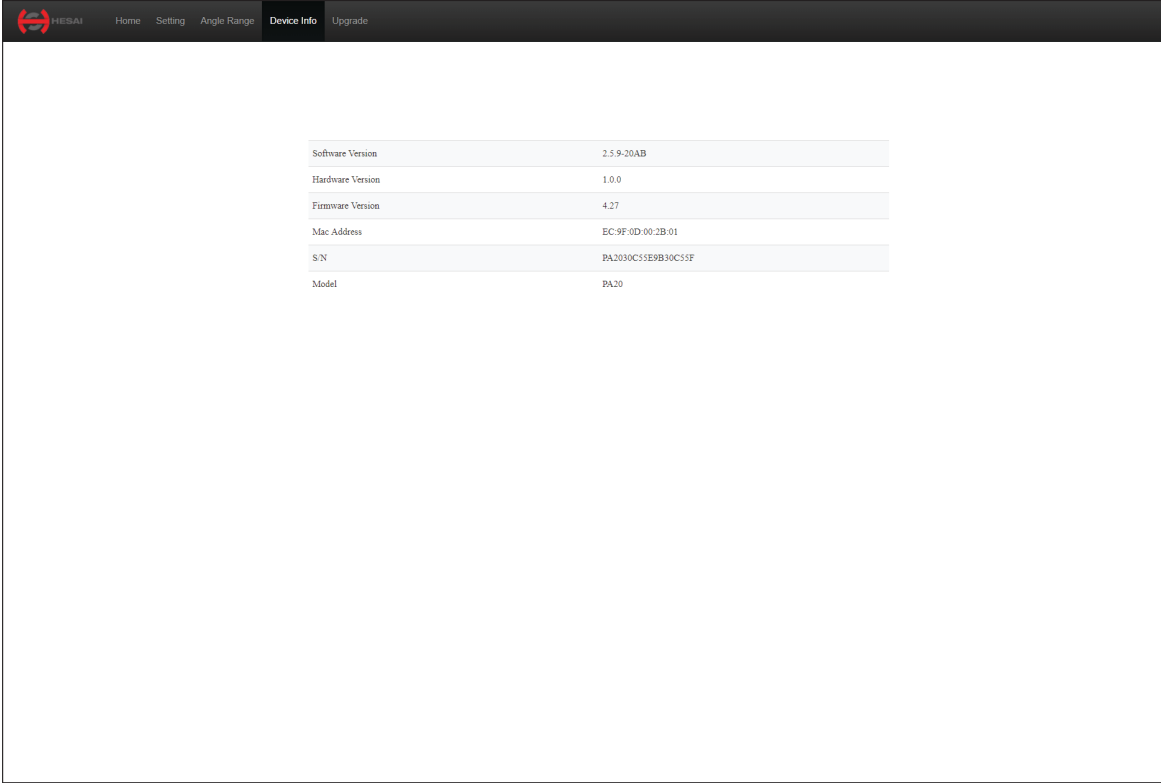 HESAI Home Setting Angle Range Device Info Upgrade
Software Version 2.5.9-20AB
Hardware Version 1.0.0
Firmware Version 4.27
Mac Address EC:9F:0D:00:2B:01
S/N PA2030C55E9B30C55F
Model PA20